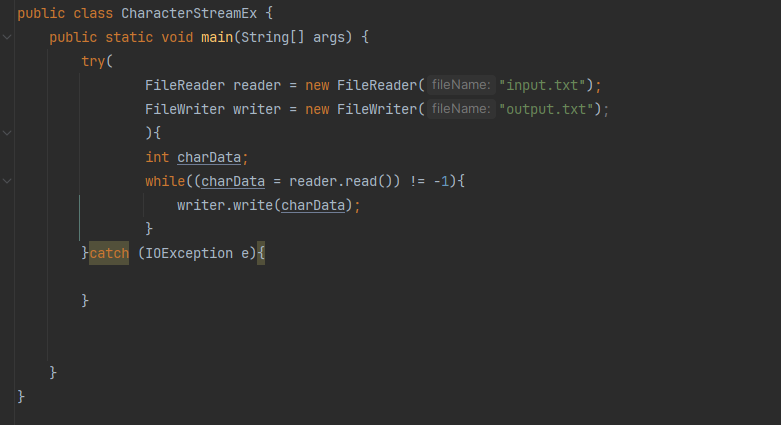 public class CharacterStreamEx {
public static void main(String[] args) {
try(
FileReader reader = new FileReader( fileName: "input.txt");
FileWriter writer = new FileWriter( fileName: "output.txt");
){
int charData;
while((charData = reader.read()) != -1){
writer.write(charData);
}
}catch (IOException e){
}
}
}